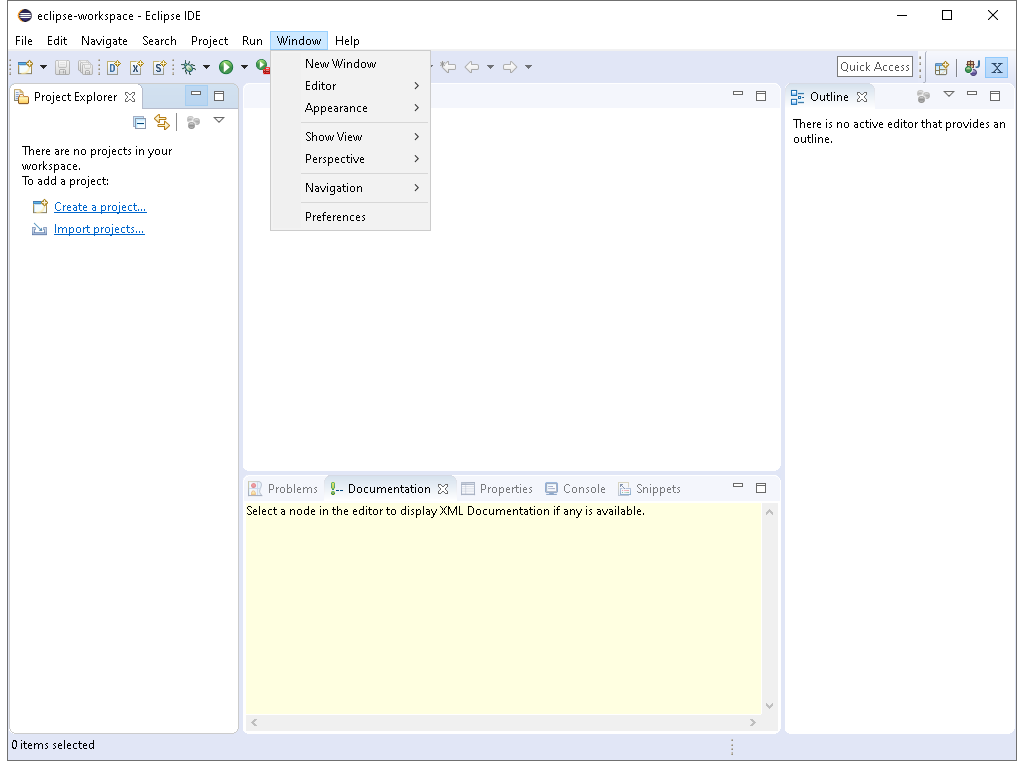 eclipse-workspace - Eclipse IDE
File Edit Navigate Search Project Run Window Help
New Window
Editor
Appearance
Show View
Perspective
Navigation
Preferences
Quick Access
Project Explorer
There are no projects in your
workspace.
To add a project:
Create a project...
Import projects...
Outline
There is no active editor that provides an
outline.
Problems Documentation Properties Console Snippets
Select a node in the editor to display XML Documentation if any is available.
0 items selected